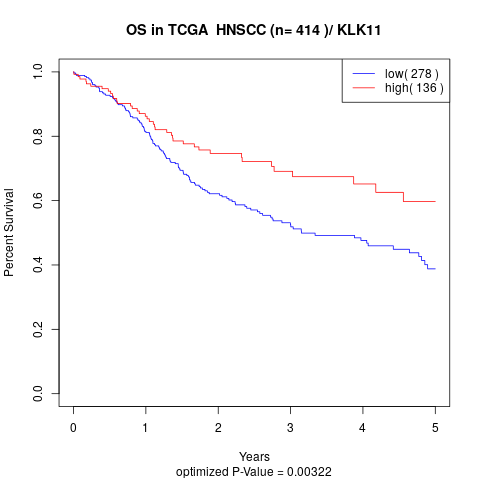 OS in TCGA  HNSCC (n= 414 )/ KLK11
low( 278 )
high( 136 )
Percent Survival
1.0
0.8
0.6
0.4
0.2
0.0
0 1 2 3 4 5
Years
optimized P-Value = 0.00322